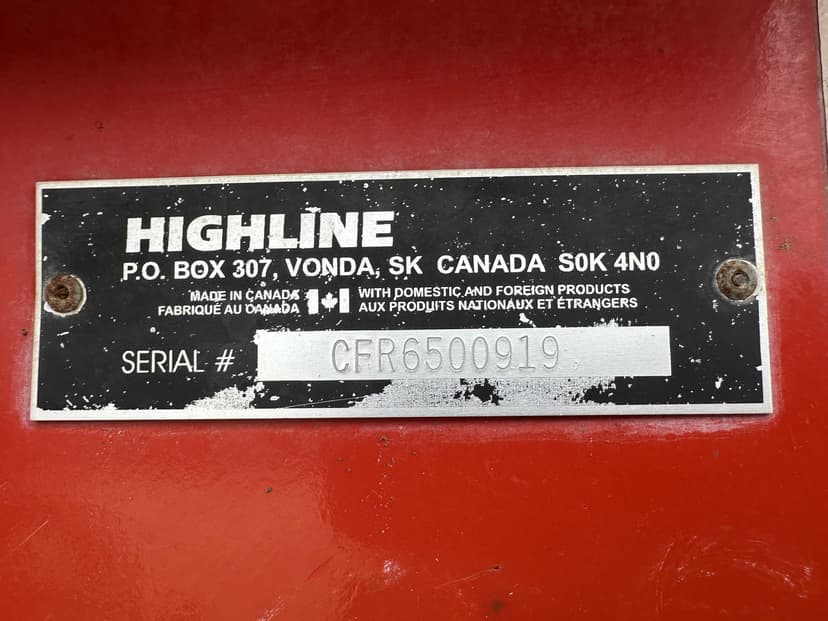 HIGHLINE
P.O. BOX 307, VONDA, SK CANADA S0K 4N0
MADE IN CANADA WITH DOMESTIC AND FOREIGN PRODUCTS
FABRIQUÉ AU CANADA AUX PRODUITS NATIONAUX ET ÉTRANGERS
SERIAL # CFR6500919